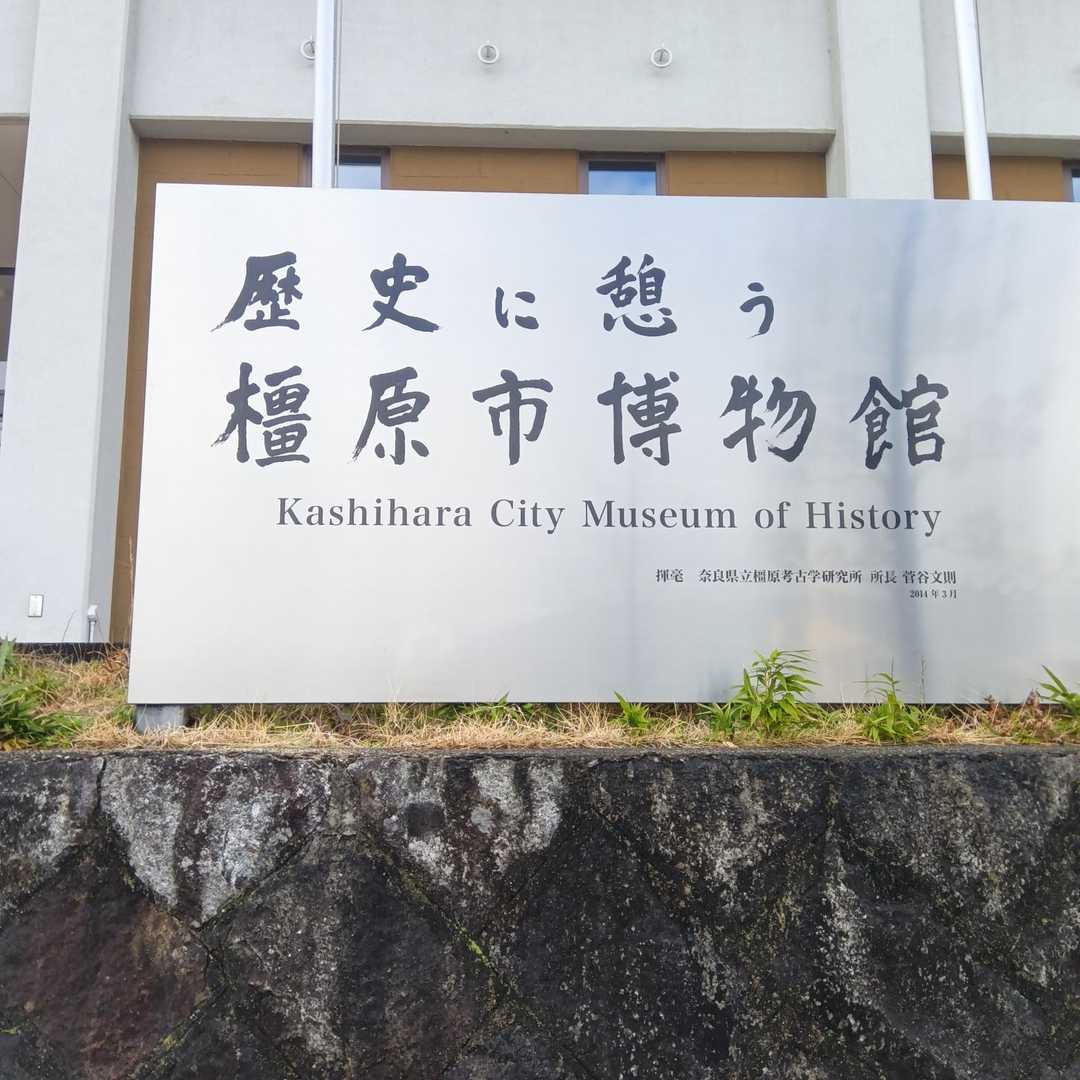 歴史に憩う
橿原市博物館
Kashihara City Museum of History
揮毫　奈良県立橿原考古学研究所 所長 菅谷文則
2014年3月